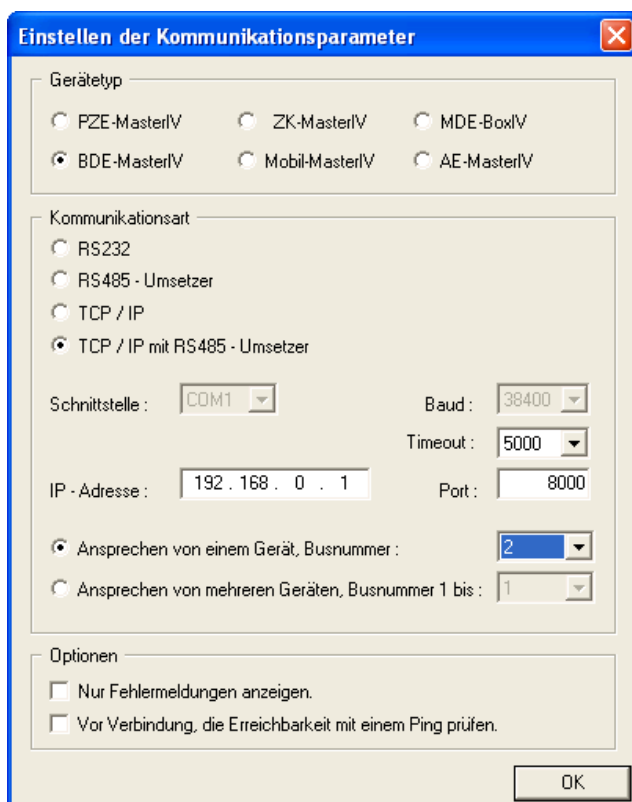 Einstellen der Kommunikationsparameter
Gerätetyp
PZE-MasterIV ZK-MasterIV MDE-BoxIV
BDE-MasterIV Mobil-MasterIV AE-MasterIV
Kommunikationsart
RS232
RS485 - Umsetzer
TCP / IP
TCP / IP mit RS485 - Umsetzer
Schnittstelle : COM1 Baud : 38400
Timeout : 5000
IP - Adresse : 192 . 168 . 0 . 1 Port : 8000
Ansprechen von einem Gerät, Busnummer : 2
Ansprechen von mehreren Geräten, Busnummer 1 bis : 1
Optionen
Nur Fehlermeldungen anzeigen.
Vor Verbindung, die Erreichbarkeit mit einem Ping prüfen.
OK